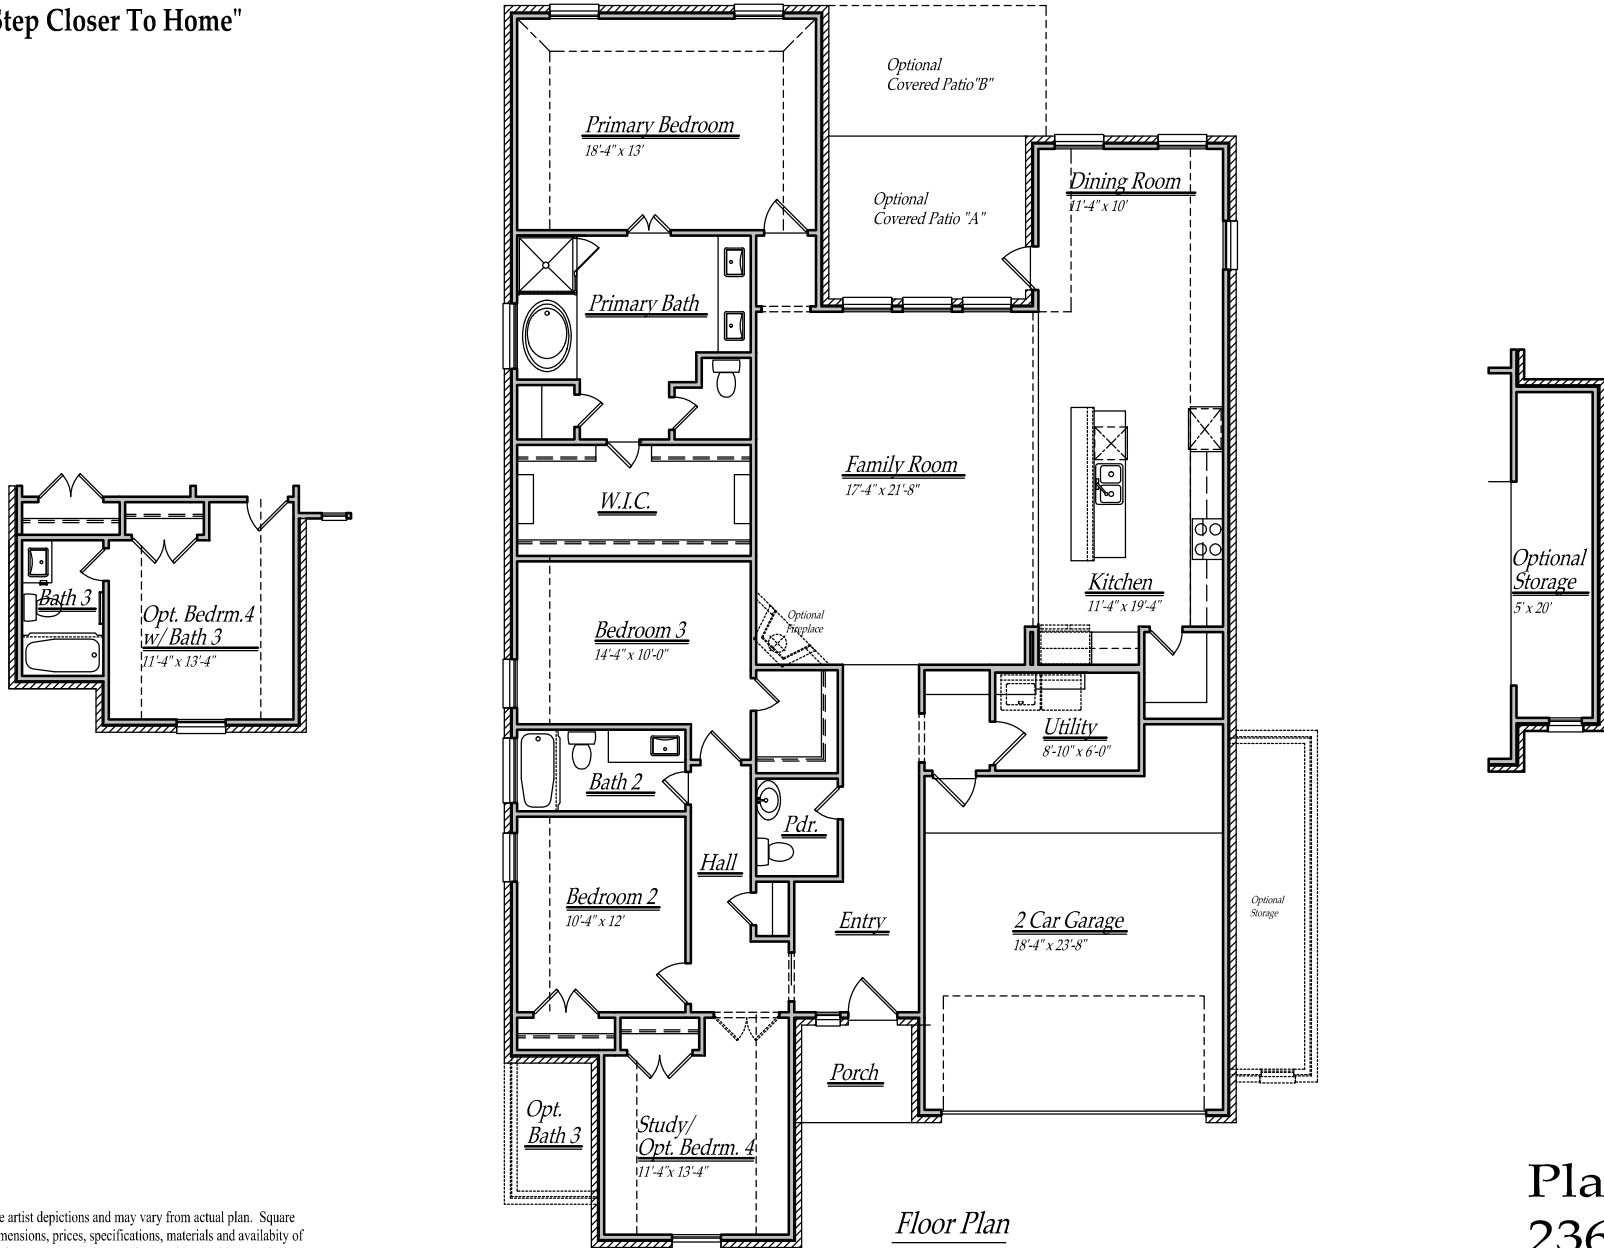 Step Closer To Home"
Optional
Covered Patio"B"
Primary Bedroom
18'-4" x 13'
Dining Room
11'-4" x 10'
Optional
Covered Patio "A"
Primary Bath
Family Room
17'-4" x 21'-8"
W.I.C.
Kitchen
11'-4" x 19'-4"
Optional
Storage
5' x 20'
Bath 3
Opt. Bedrm.4
w/ Bath 3
11'-4" x 13'-4"
Optional
Fireplace
Bedroom 3
14'-4" x 10'-0"
Utility
8'-10" x 6'-0"
Bath 2
Pdr.
Hall
Bedroom 2
10'-4" x 12'
Entry
2 Car Garage
18'-4" x 23'-8"
Optional
Storage
Porch
Opt.
Bath 3
Study/
Opt. Bedrm. 4
11'-4"x 13'-4"
Floor Plan
artist depictions and may vary from actual plan. Square
prices, specifications, materials and availabity of
Pla
236